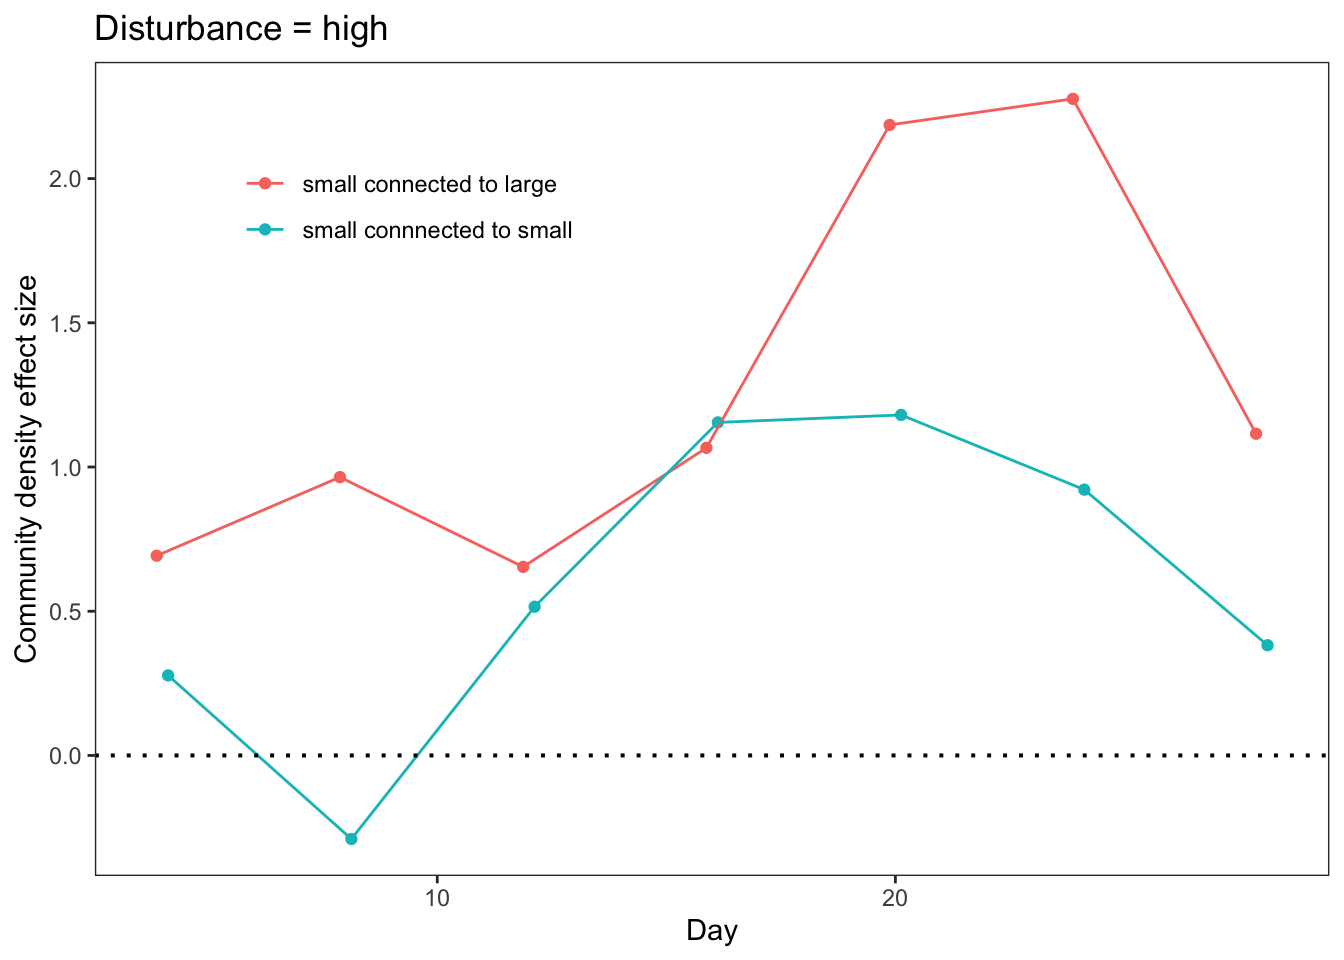 Disturbance = high
2.0
1.5
1.0
0.5
0.0
Community density effect size
small connected to large
small connnected to small
10
20
Day